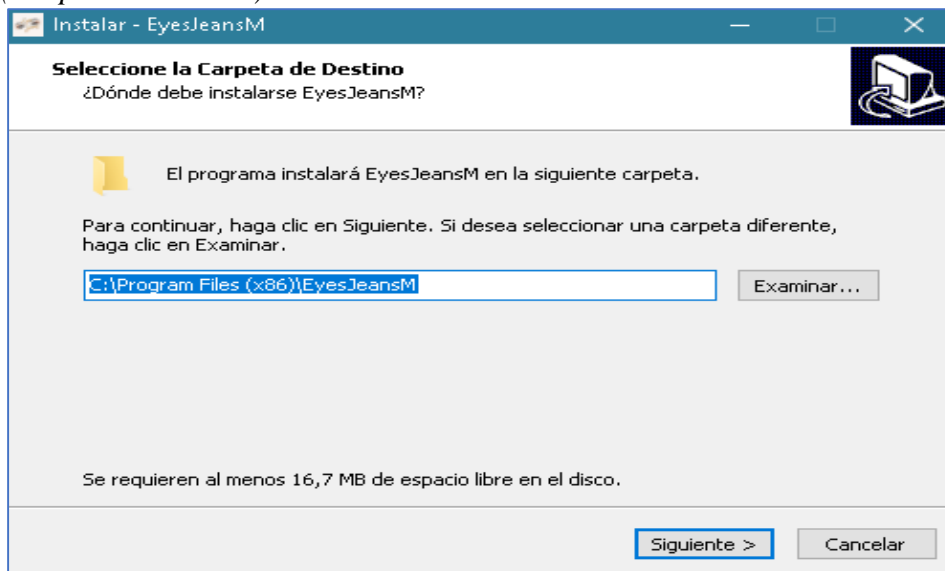 Instalar - EyesJeansM
Seleccione la Carpeta de Destino
¿Dónde debe instalarse EyesJeansM?
El programa instalará EyesJeansM en la siguiente carpeta.
Para continuar, haga clic en Siguiente. Si desea seleccionar una carpeta diferente,
haga clic en Examinar.
C:\Program Files (x86)\EyesJeansM
Examinar...
Se requieren al menos 16,7 MB de espacio libre en el disco.
Siguiente >
Cancelar